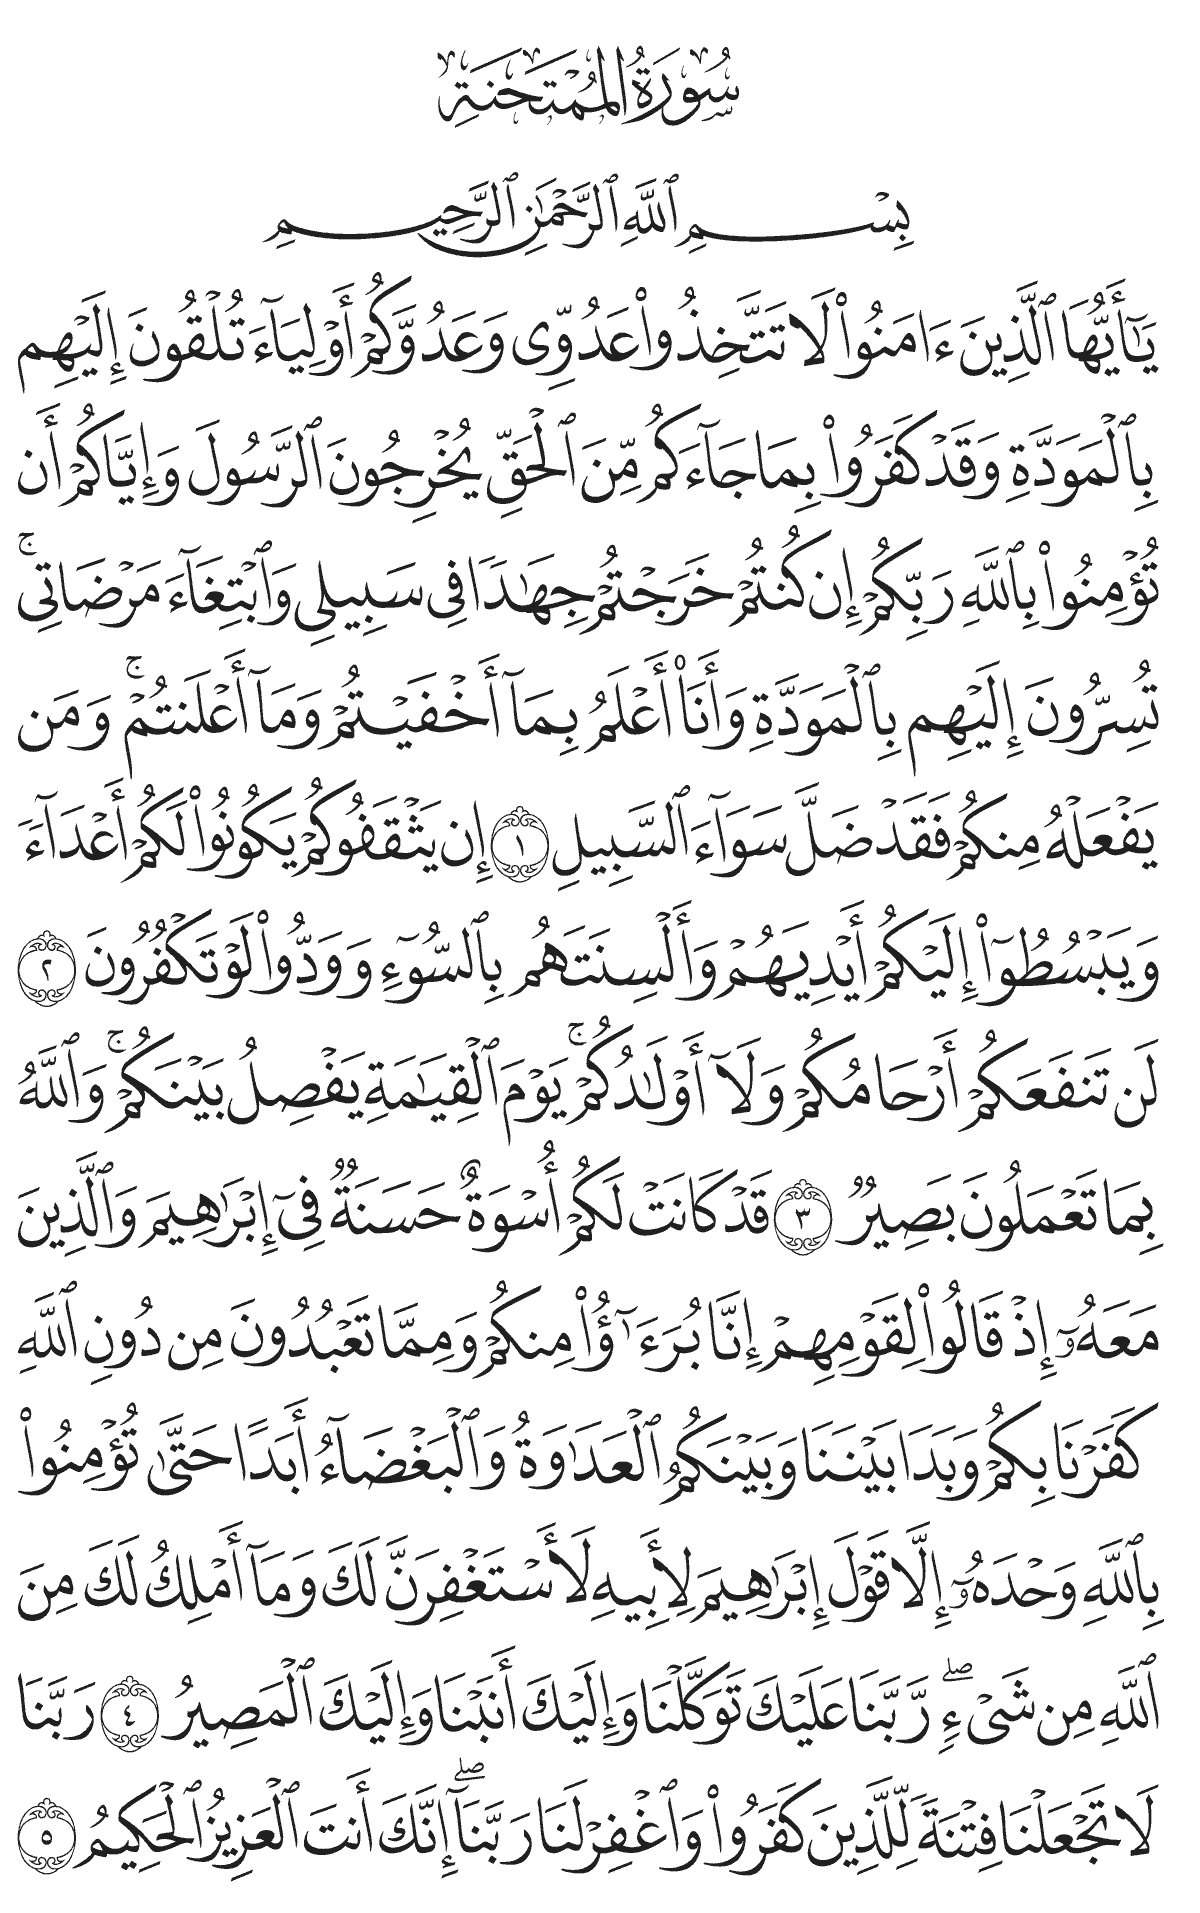 سُورَةُ الْمُمْتَحَنَةِ
بِسْمِ ٱللَّهِ ٱلرَّحْمَٰنِ ٱلرَّحِيمِ
يَٰٓأَيُّهَا ٱلَّذِينَ ءَامَنُوا۟ لَا تَتَّخِذُوا۟ عَدُوِّى وَعَدُوَّكُمْ أَوْلِيَآءَ تُلْقُونَ إِلَيْهِم
بِٱلْمَوَدَّةِ وَقَدْ كَفَرُوا۟ بِمَا جَآءَكُم مِّنَ ٱلْحَقِّ يُخْرِجُونَ ٱلرَّسُولَ وَإِيَّاكُمْ أَن
تُؤْمِنُوا۟ بِٱللَّهِ رَبِّكُمْ إِن كُنتُمْ خَرَجْتُمْ جِهَٰدًا فِى سَبِيلِى وَٱبْتِغَآءَ مَرْضَاتِى ۚ
تُسِرُّونَ إِلَيْهِم بِٱلْمَوَدَّةِ وَأَنَا۠ أَعْلَمُ بِمَآ أَخْفَيْتُمْ وَمَآ أَعْلَنتُمْ ۚ وَمَن
يَفْعَلْهُ مِنكُمْ فَقَدْ ضَلَّ سَوَآءَ ٱلسَّبِيلِ ١ إِن يَثْقَفُوكُمْ يَكُونُوا۟ لَكُمْ أَعْدَآءً
وَيَبْسُطُوٓا۟ إِلَيْكُمْ أَيْدِيَهُمْ وَأَلْسِنَتَهُم بِٱلسُّوٓءِ وَوَدُّوا۟ لَوْ تَكْفُرُونَ ٢
لَن تَنفَعَكُمْ أَرْحَامُكُمْ وَلَآ أَوْلَٰدُكُمْ ۚ يَوْمَ ٱلْقِيَٰمَةِ يَفْصِلُ بَيْنَكُمْ ۚ وَٱللَّهُ
بِمَا تَعْمَلُونَ بَصِيرٌ ٣ قَدْ كَانَتْ لَكُمْ أُسْوَةٌ حَسَنَةٌ فِىٓ إِبْرَٰهِيمَ وَٱلَّذِينَ
مَعَهُۥٓ إِذْ قَالُوا۟ لِقَوْمِهِمْ إِنَّا بُرَءَٰٓؤُا۟ مِنكُمْ وَمِمَّا تَعْبُدُونَ مِن دُونِ ٱللَّهِ
كَفَرْنَا بِكُمْ وَبَدَا بَيْنَنَا وَبَيْنَكُمُ ٱلْعَدَٰوَةُ وَٱلْبَغْضَآءُ أَبَدًا حَتَّىٰ تُؤْمِنُوا۟
بِٱللَّهِ وَحْدَهُۥٓ إِلَّا قَوْلَ إِبْرَٰهِيمَ لِأَبِيهِ لَأَسْتَغْفِرَنَّ لَكَ وَمَآ أَمْلِكُ لَكَ مِنَ
ٱللَّهِ مِن شَىْءٍ ۖ رَّبَّنَا عَلَيْكَ تَوَكَّلْنَا وَإِلَيْكَ أَنَبْنَا وَإِلَيْكَ ٱلْمَصِيرُ ٤ رَبَّنَا
لَا تَجْعَلْنَا فِتْنَةً لِّلَّذِينَ كَفَرُوا۟ وَٱغْفِرْ لَنَا رَبَّنَآ ۖ إِنَّكَ أَنتَ ٱلْعَزِيزُ ٱلْحَكِيمُ ٥